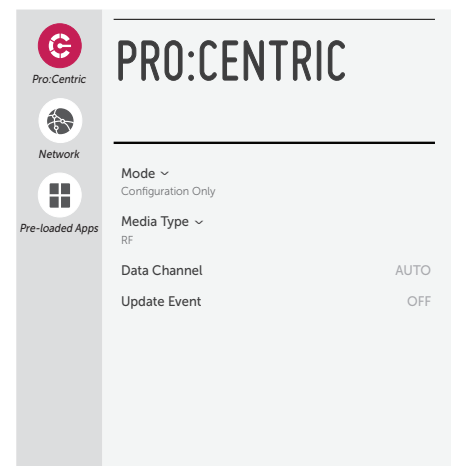 PRO:CENTRIC
Pro:Centric
Network
Pre-loaded Apps
Mode
Configuration Only
Media Type
RF
Data Channel AUTO
Update Event OFF